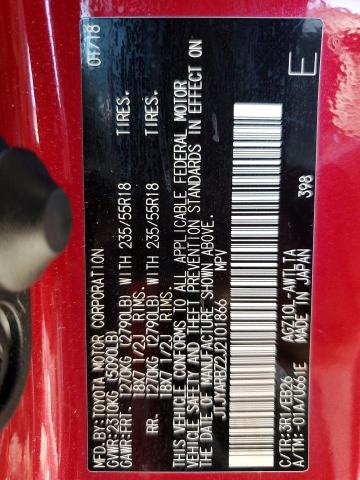 MFD. BY: TOYOTA MOTOR CORPORATION 01/18
GVWR: 2310KG (5090LB)
GAWR: FRT. 1270KG (2790LB) WITH 235/55R18 TIRES.
18X7 1/2J RIMS.
RR. 1270KG (2790LB) WITH 235/55R18 TIRES.
18X7 1/2J RIMS.
THIS VEHICLE CONFORMS TO ALL APPLICABLE FEDERAL MOTOR
VEHICLE SAFETY AND THEFT PREVENTION STANDARDS IN EFFECT ON
THE DATE OF MANUFACTURE SHOWN ABOVE.
JTJYARBZ2J2101866
MPV
C/TR: 3R1/EB26 AGZ10L-AWTLTA E
A/TM: -01A/U661E MADE IN JAPAN 398